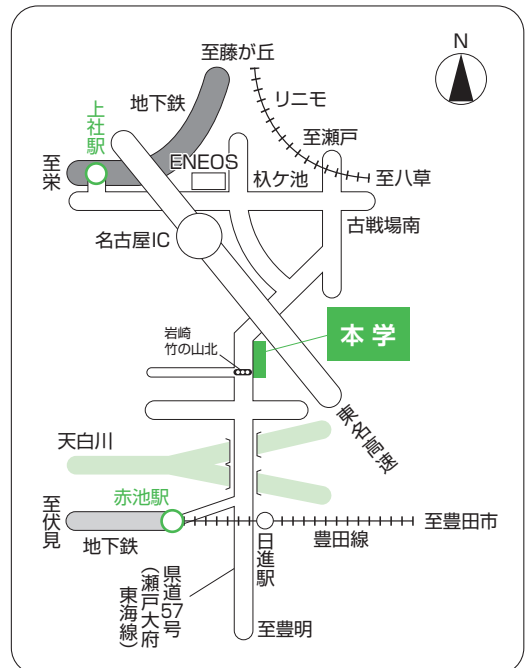 至藤が丘
N
地下鉄
リニモ
上社駅
至瀬戸
至栄
ENEOS
杁ケ池
至八草
古戦場南
名古屋IC
岩崎
竹の山北
本学
東名高速
天白川
赤池駅
至伏見
地下鉄
日進駅
豊田線
至豊田市
県道57号
(瀬戸大府
東海線)
至豊明